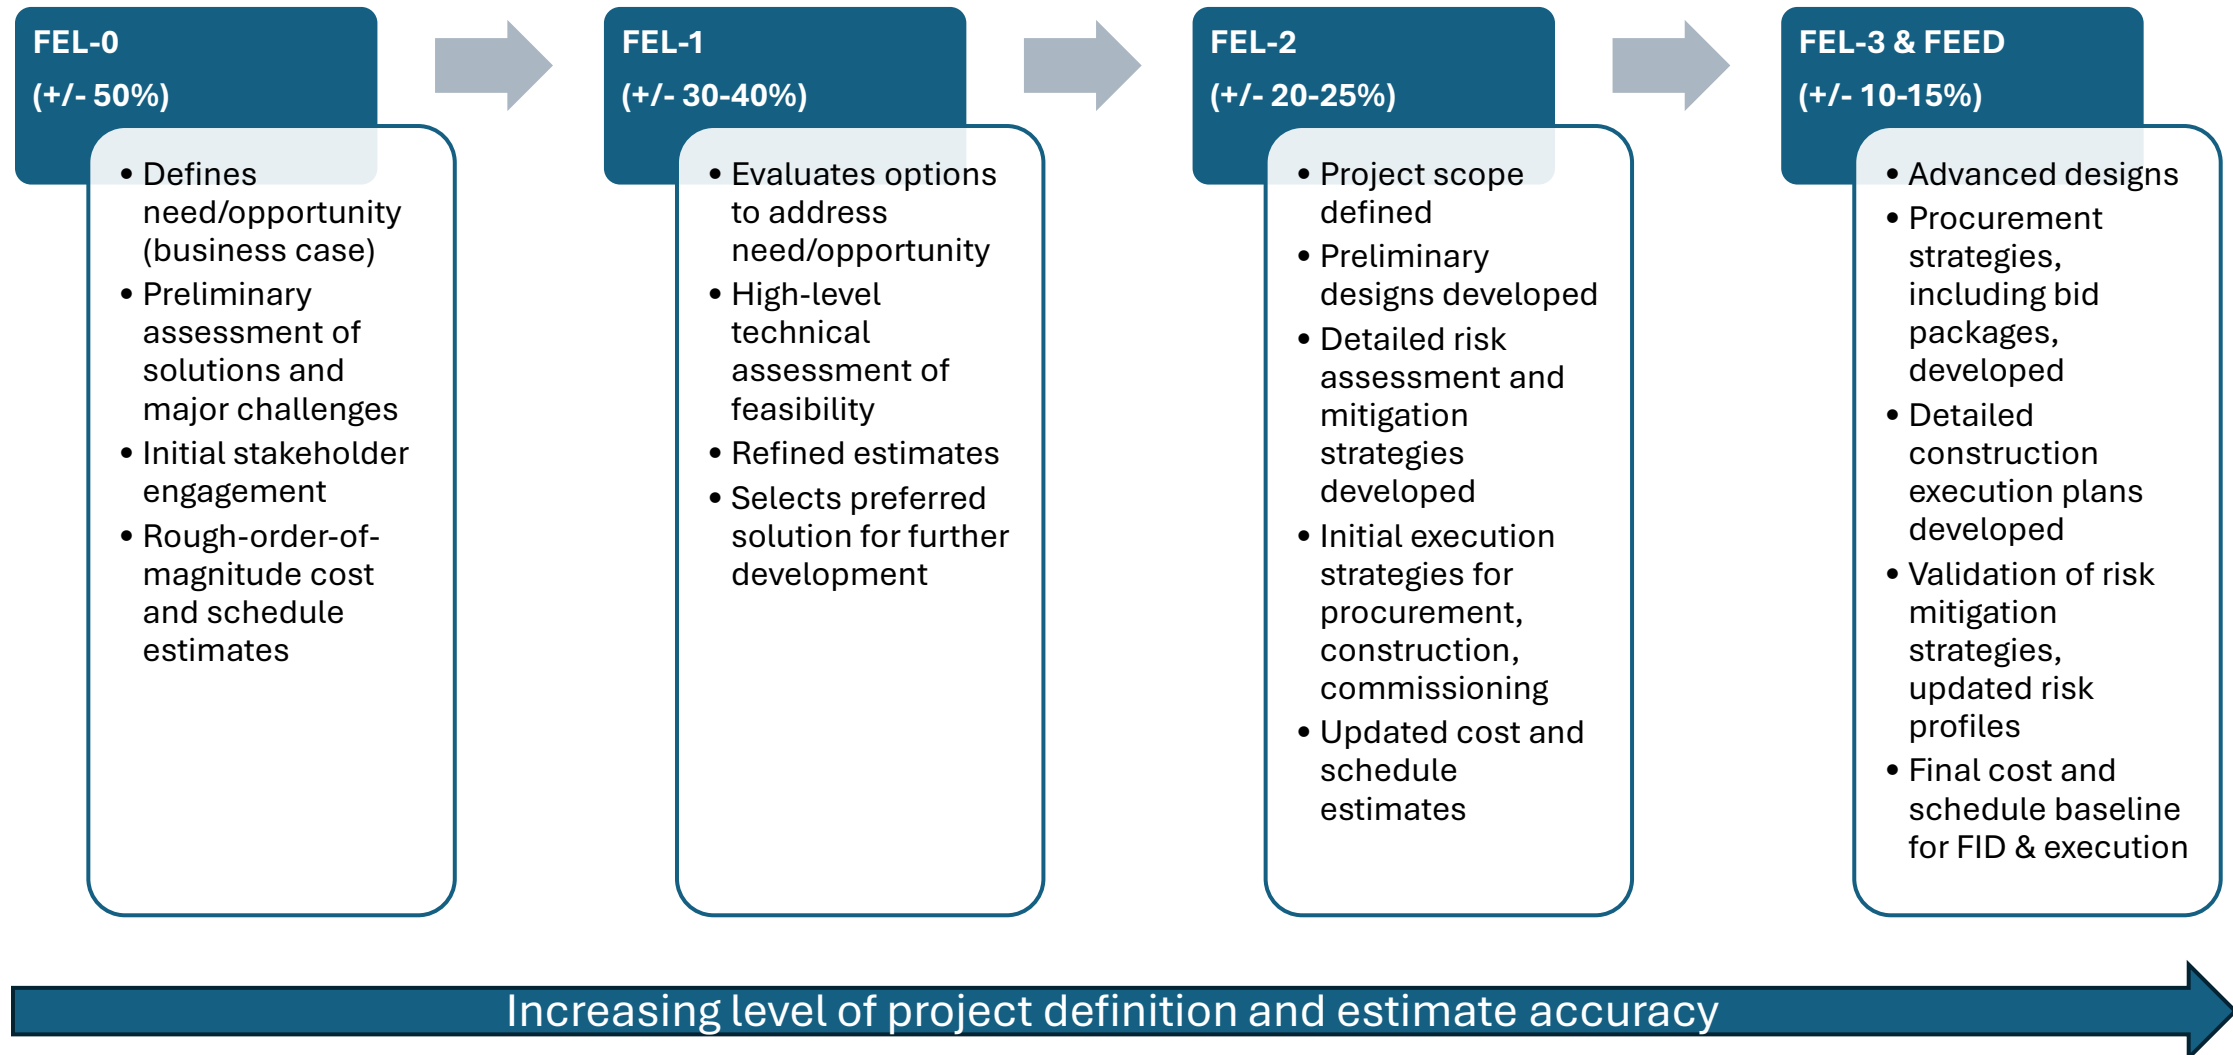 FEL-0
(+/- 50%)
• Defines
need/opportunity
(business case)
• Preliminary
assessment of
solutions and
major challenges
• Initial stakeholder
engagement
• Rough-order-of-
magnitude cost
and schedule
estimates
FEL-1
(+/- 30-40%)
• Evaluates options
to address
need/opportunity
• High-level
technical
assessment of
feasibility
• Refined estimates
• Selects preferred
solution for further
development
FEL-2
(+/- 20-25%)
• Project scope
defined
• Preliminary
designs developed
• Detailed risk
assessment and
mitigation
strategies
developed
• Initial execution
strategies for
procurement,
construction,
commissioning
• Updated cost and
schedule
estimates
FEL-3 & FEED
(+/- 10-15%)
• Advanced designs
• Procurement
strategies,
including bid
packages,
developed
• Detailed
construction
execution plans
developed
• Validation of risk
mitigation
strategies,
updated risk
profiles
• Final cost and
schedule baseline
for FID & execution
Increasing level of project definition and estimate accuracy